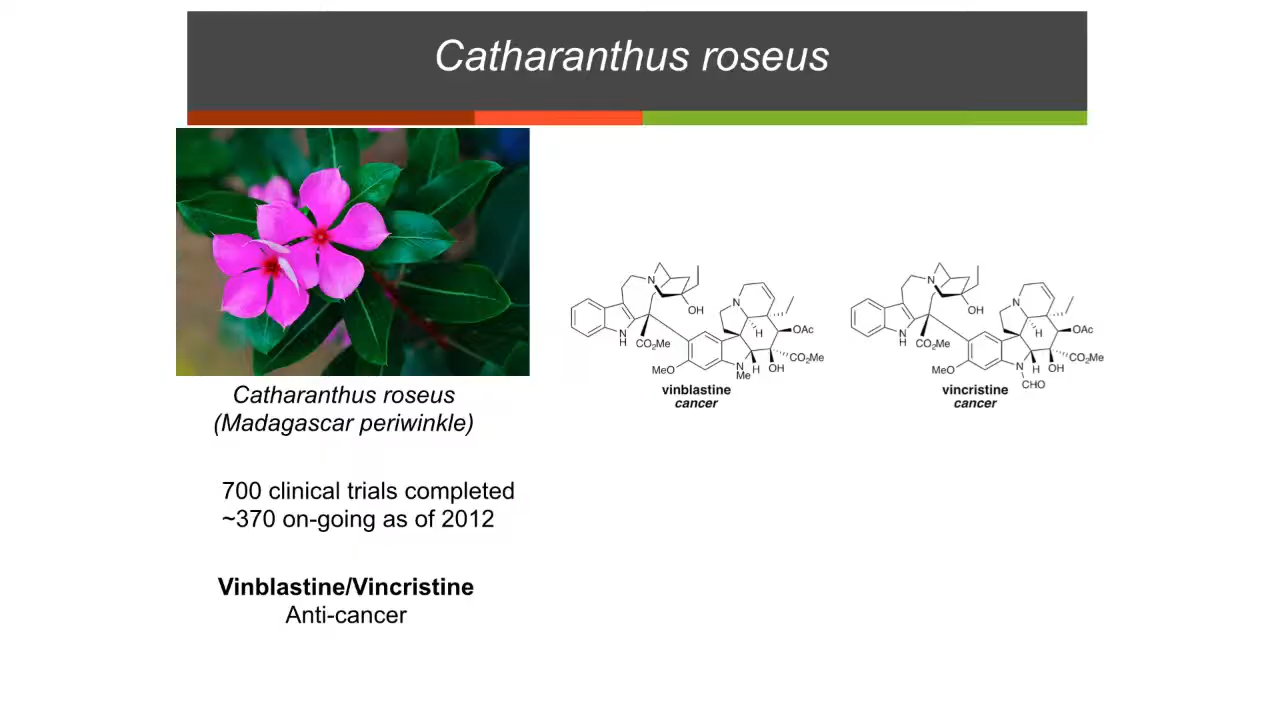 Catharanthus roseus
Catharanthus roseus
(Madagascar periwinkle)
700 clinical trials completed
~370 on-going as of 2012
Vinblastine/Vincristine
Anti-cancer
N
OH
N
H
CO2Me
MeO
N
H
OAc
CO2Me
N
Me
H
OH
vinblastine
cancer
N
OH
N
H
CO2Me
MeO
N
H
OAc
CO2Me
N
H
OH
CHO
vincristine
cancer